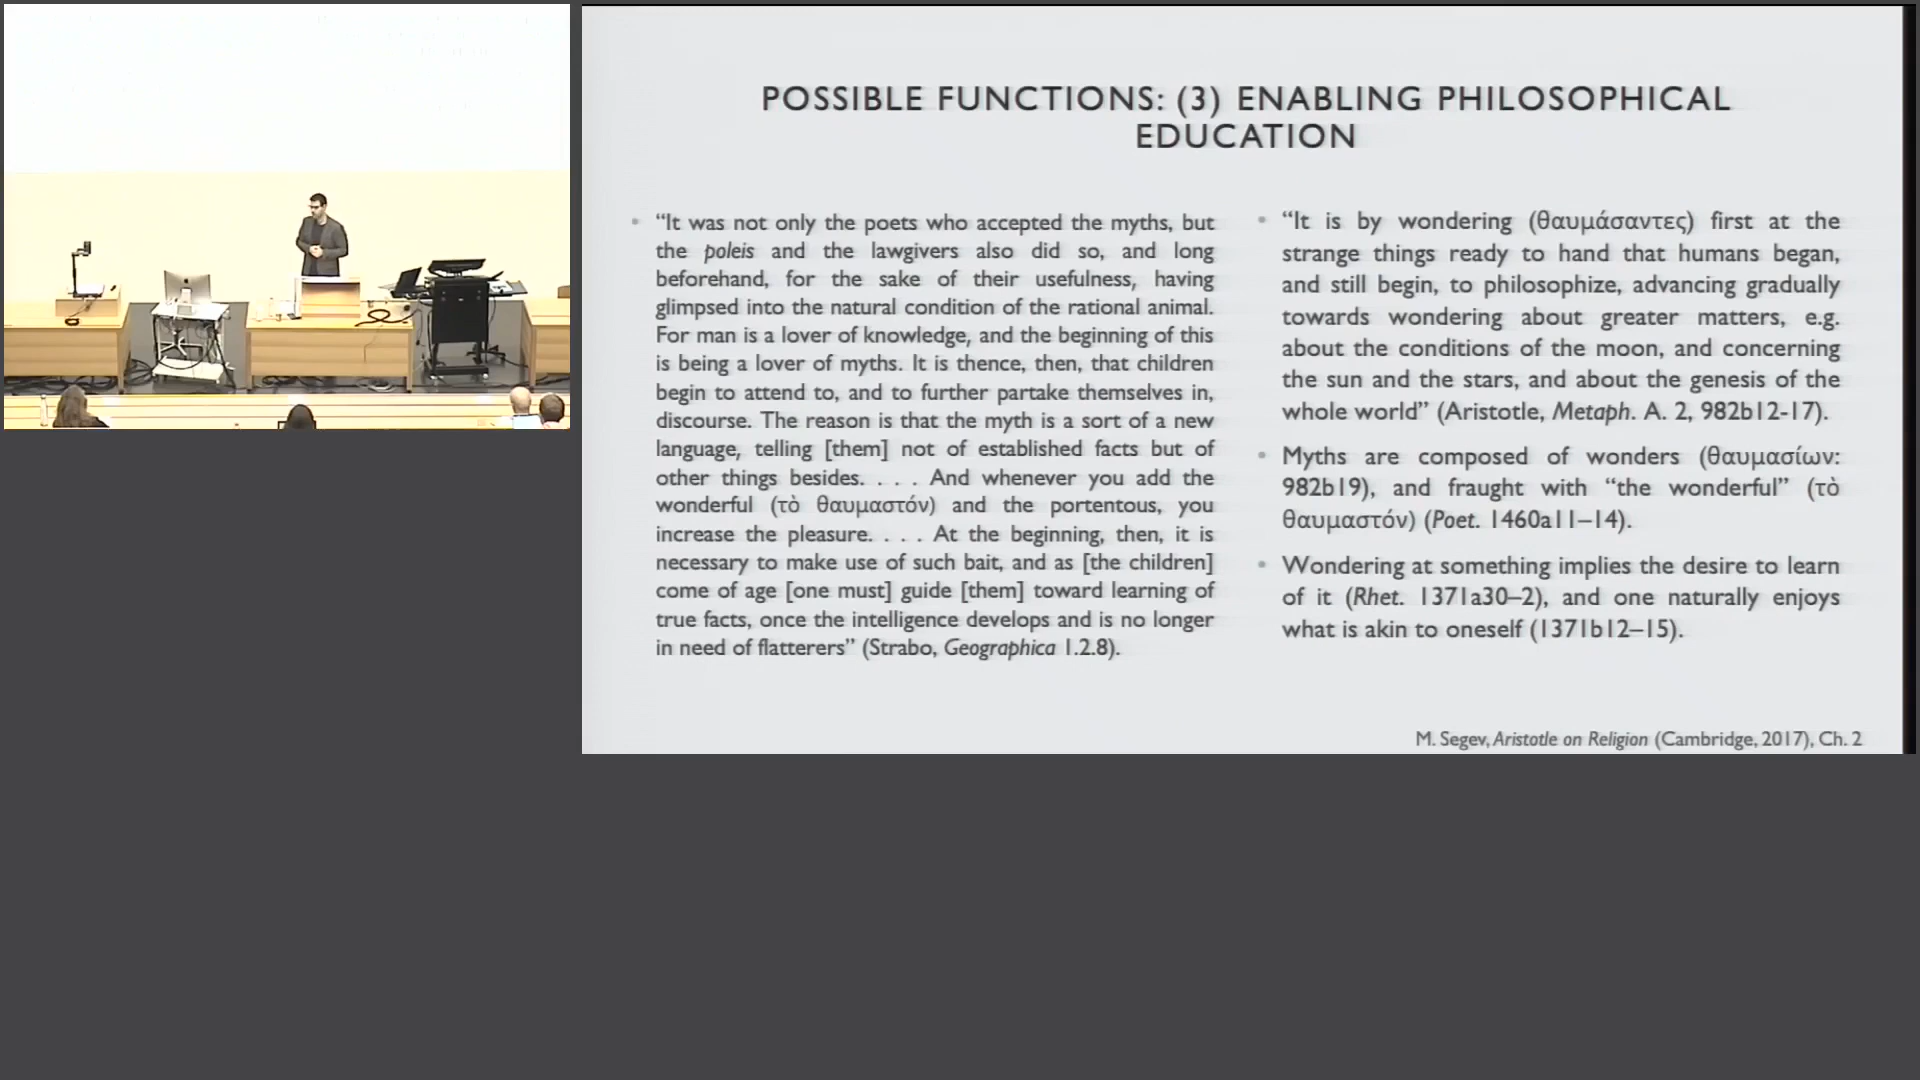 POSSIBLE FUNCTIONS: (3) ENABLING PHILOSOPHICAL
EDUCATION
• “It was not only the poets who accepted the myths, but
the poleis and the lawgivers also did so, and long
beforehand, for the sake of their usefulness, having
glimpsed into the natural condition of the rational animal.
For man is a lover of knowledge, and the beginning of this
is being a lover of myths. It is thence, then, that children
begin to attend to, and to further partake themselves in,
discourse. The reason is that the myth is a sort of a new
language, telling [them] not of established facts but of
other things besides. . . . And whenever you add the
wonderful (τὸ θαυμαστόν) and the portentous, you
increase the pleasure. . . . At the beginning, then, it is
necessary to make use of such bait, and as [the children]
come of age [one must] guide [them] toward learning of
true facts, once the intelligence develops and is no longer
in need of flatterers” (Strabo, Geographica 1.2.8).
• “It is by wondering (θαυμάσαντες) first at the
strange things ready to hand that humans began,
and still begin, to philosophize, advancing gradually
towards wondering about greater matters, e.g.
about the conditions of the moon, and concerning
the sun and the stars, and about the genesis of the
whole world” (Aristotle, Metaph. A. 2, 982b12-17).
• Myths are composed of wonders (θαυμασίων:
982b19), and fraught with “the wonderful” (τὸ
θαυμαστόν) (Poet. 1460a11–14).
• Wondering at something implies the desire to learn
of it (Rhet. 1371a30–2), and one naturally enjoys
what is akin to oneself (1371b12–15).
M. Segev, Aristotle on Religion (Cambridge, 2017), Ch. 2